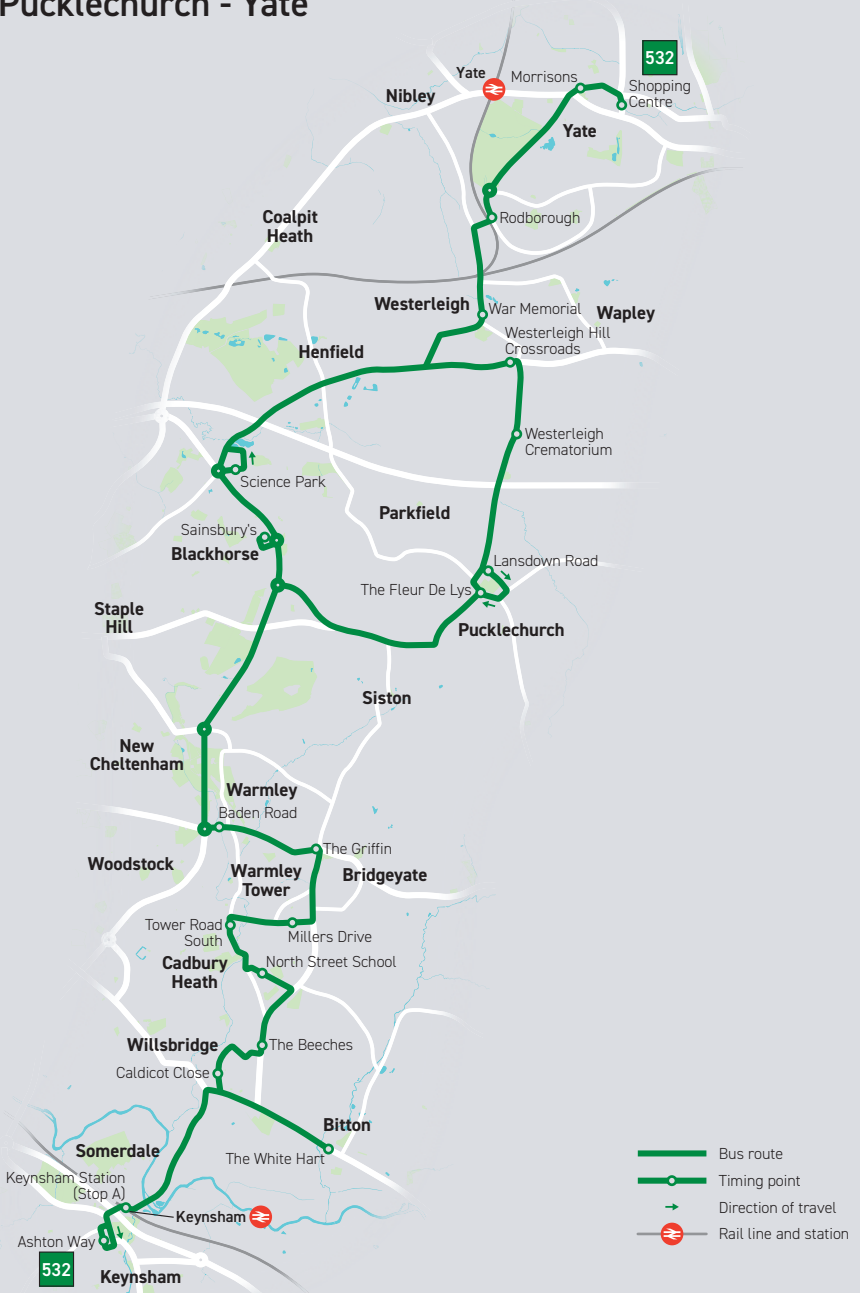 Pucklechurch - Yate
532
Yate
Morrisons
Shopping
Centre
Nibley
Yate
Coalpit
Heath
Rodborough
Westerleigh
War Memorial
Wapley
Westerleigh Hill
Crossroads
Henfield
Westerleigh
Crematorium
Science Park
Parkfield
Sainsbury's
Blackhorse
Lansdown Road
The Fleur De Lys
Staple
Hill
Pucklechurch
Siston
New
Cheltenham
Warmley
Baden Road
The Griffin
Woodstock
Warmley
Tower
Bridgeyate
Tower Road
South
Millers Drive
Cadbury
Heath
North Street School
Willsbridge
The Beeches
Caldicot Close
Bitton
The White Hart
Somerdale
Keynsham Station
(Stop A)
Keynsham
Ashton Way
532
Keynsham
Bus route
Timing point
Direction of travel
Rail line and station